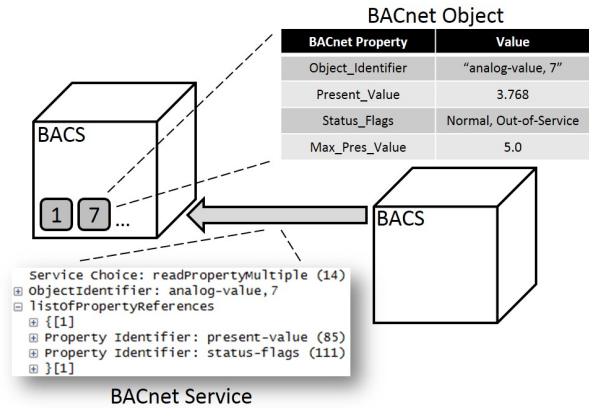 BACnet Object
BACnet Property Value
Object_Identifier “analog-value, 7”
Present_Value 3.768
Status_Flags Normal, Out-of-Service
Max_Pres_Value 5.0
BACS
1 7 ...
BACS
Service Choice: readPropertyMultiple (14)
ObjectIdentifier: analog-value,7
listOfPropertyReferences
{[1]
Property Identifier: present-value (85)
Property Identifier: status-flags (111)
}[1]
BACnet Service